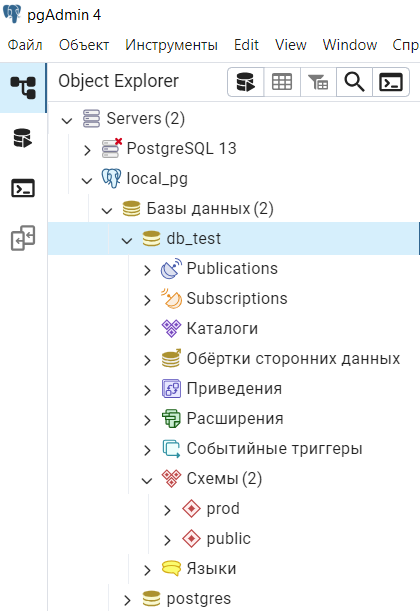 pgAdmin 4
Файл Объект Инструменты Edit View Window Спр
Object Explorer
Servers (2)
PostgreSQL 13
local_pg
Базы данных (2)
db_test
Publications
Subscriptions
Каталоги
Обёртки сторонних данных
Приведения
Расширения
Событийные триггеры
Схемы (2)
prod
public
Языки
postgres